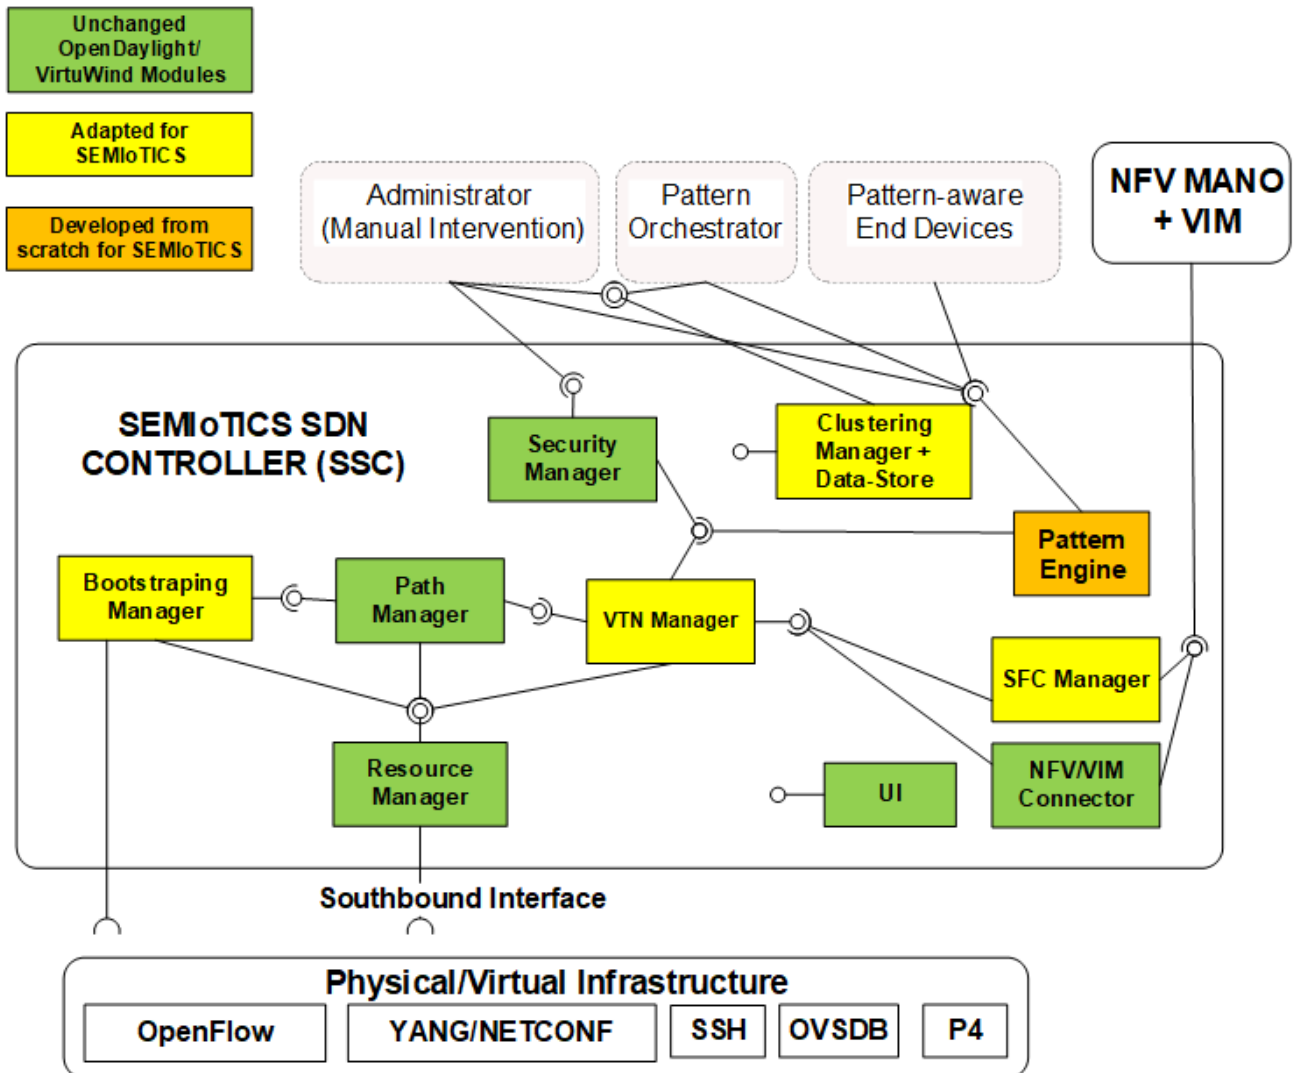 Unchanged
OpenDaylight/
VirtuWind Modules
Adapted for
SEMIoTICS
Developed from
scratch for SEMIoTICS
Administrator
(Manual Intervention)
Pattern
Orchestrator
Pattern-aware
End Devices
NFV MANO
+ VIM
SEMIoTICS SDN
CONTROLLER (SSC)
Security
Manager
Clustering
Manager +
Data-Store
Pattern
Engine
Bootstraping
Manager
Path
Manager
VTN Manager
SFC Manager
Resource
Manager
UI
NFV/VIM
Connector
Southbound Interface
Physical/Virtual Infrastructure
OpenFlow
YANG/NETCONF
SSH
OVSDB
P4